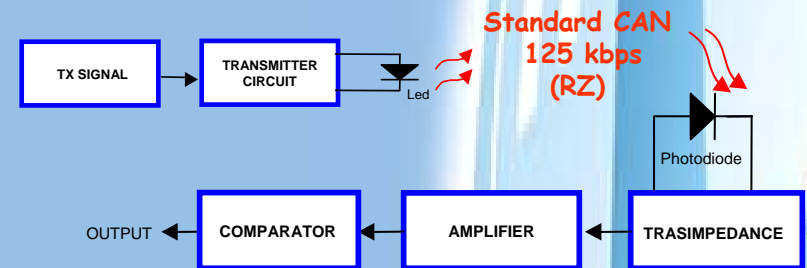 Standard CAN
125 kbps
(RZ)
TX SIGNAL
TRANSMITTER
CIRCUIT
Led
Photodiode
OUTPUT
COMPARATOR
AMPLIFIER
TRASIMPEDANCE